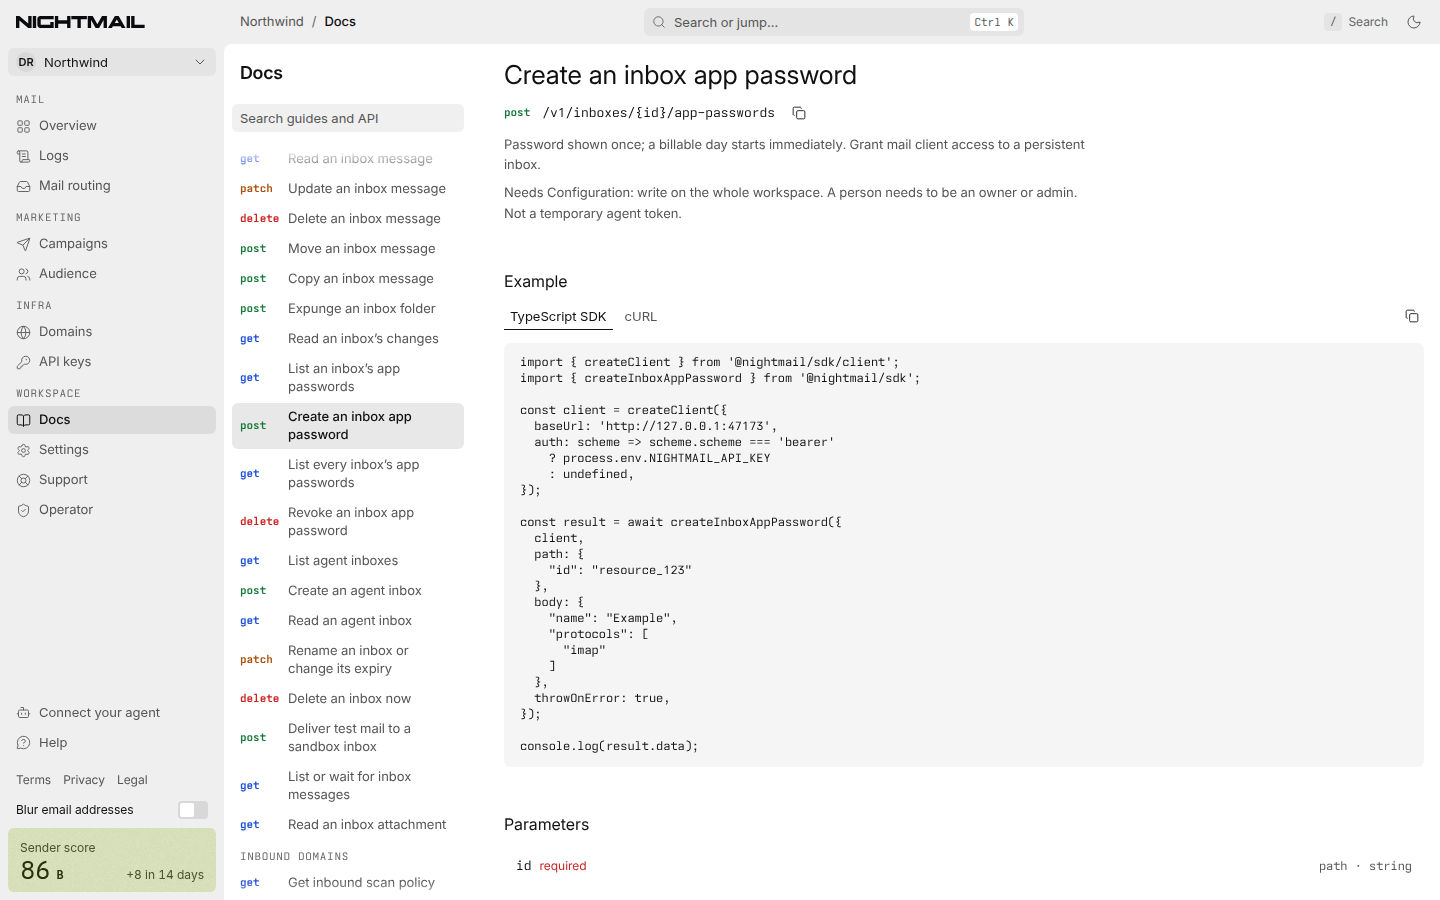 NIGHTMAIL
Northwind / Docs
Search or jump...
Ctrl K
/ Search
DR Northwind
MAIL
Overview
Logs
Mail routing
MARKETING
Campaigns
Audience
INFRA
Domains
API keys
WORKSPACE
Docs
Settings
Support
Operator
Connect your agent
Help
Terms Privacy Legal
Blur email addresses
Sender score
86 B +8 in 14 days
Docs
Search guides and API
get Read an inbox message
patch Update an inbox message
delete Delete an inbox message
post Move an inbox message
post Copy an inbox message
post Expunge an inbox folder
get Read an inbox’s changes
get List an inbox’s app
passwords
post Create an inbox app
password
get List every inbox’s app
passwords
delete Revoke an inbox app
password
get List agent inboxes
post Create an agent inbox
get Read an agent inbox
patch Rename an inbox or
change its expiry
delete Delete an inbox now
post Deliver test mail to a
sandbox inbox
get List or wait for inbox
messages
get Read an inbox attachment
INBOUND DOMAINS
get Get inbound scan policy
Create an inbox app password
post /v1/inboxes/{id}/app-passwords
Password shown once; a billable day starts immediately. Grant mail client access to a persistent
inbox.
Needs Configuration: write on the whole workspace. A person needs to be an owner or admin.
Not a temporary agent token.
Example
TypeScript SDK cURL
import { createClient } from '@nightmail/sdk/client';
import { createInboxAppPassword } from '@nightmail/sdk';
const client = createClient({
  baseUrl: 'http://127.0.0.1:47173',
  auth: scheme => scheme.scheme === 'bearer'
    ? process.env.NIGHTMAIL_API_KEY
    : undefined,
});
const result = await createInboxAppPassword({
  client,
  path: {
    "id": "resource_123"
  },
  body: {
    "name": "Example",
    "protocols": [
      "imap"
    ]
  },
  throwOnError: true,
});
console.log(result.data);
Parameters
id required path · string